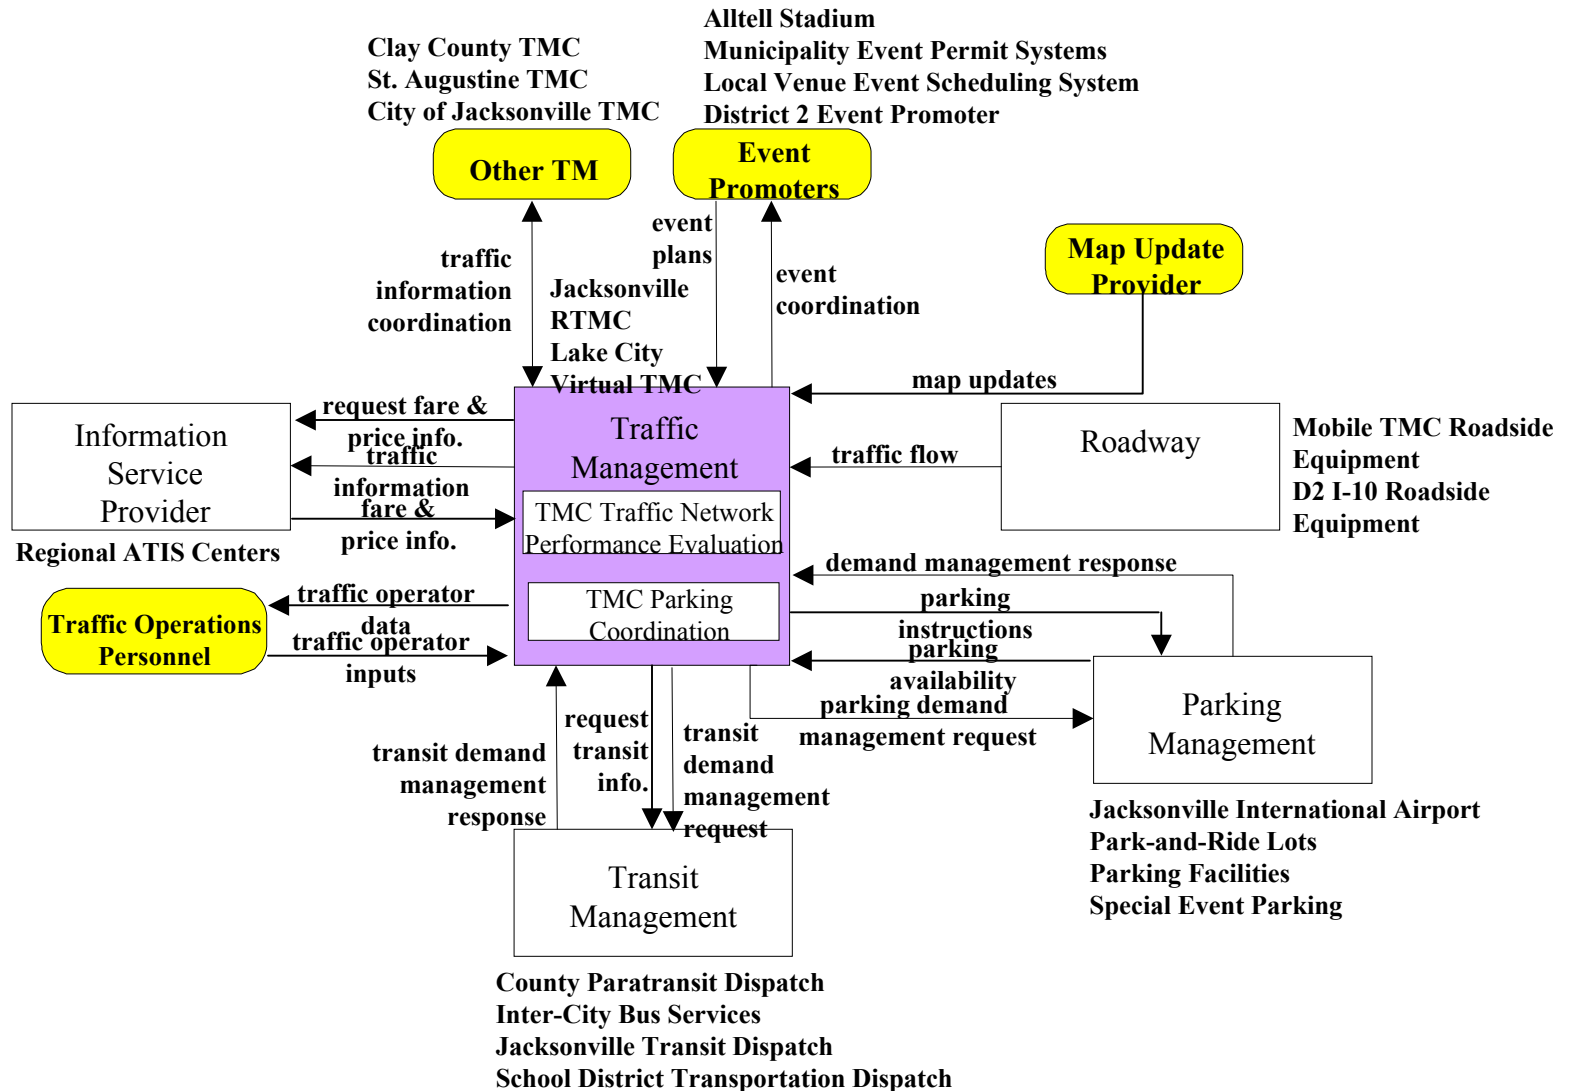 Alltell Stadium
Municipality Event Permit Systems
Local Venue Event Scheduling System
District 2 Event Promoter
Clay County TMC
St. Augustine TMC
City of Jacksonville TMC
Other TM
Event
Promoters
Map Update
Provider
traffic
information
coordination
event
plans
event
coordination
Jacksonville
RTMC
Lake City
Virtual TMC
map updates
request fare &
price info.
traffic
information
fare &
price info.
Information
Service
Provider
Regional ATIS Centers
Traffic
Management
TMC Traffic Network
Performance Evaluation
TMC Parking
Coordination
traffic flow
Roadway
Mobile TMC Roadside
Equipment
D2 I-10 Roadside
Equipment
demand management response
parking
instructions
parking
availability
parking demand
management request
Traffic Operations
Personnel
traffic operator
data
traffic operator
inputs
Parking
Management
Jacksonville International Airport
Park-and-Ride Lots
Parking Facilities
Special Event Parking
transit demand
management
response
request
transit
info.
transit
demand
management
request
Transit
Management
County Paratransit Dispatch
Inter-City Bus Services
Jacksonville Transit Dispatch
School District Transportation Dispatch